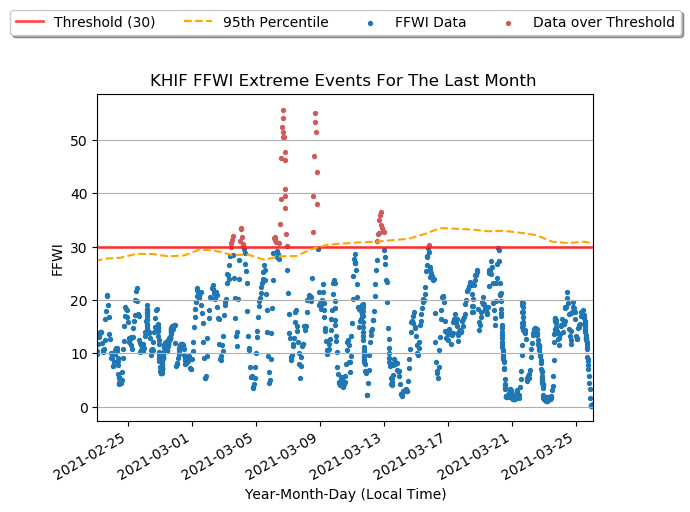 Threshold (30) 95th Percentile FFWI Data Data over Threshold
KHIF FFWI Extreme Events For The Last Month
50
40
30
20
10
0
FFWI
2021-02-25 2021-03-01 2021-03-05 2021-03-09 2021-03-13 2021-03-17 2021-03-21 2021-03-25
Year-Month-Day (Local Time)